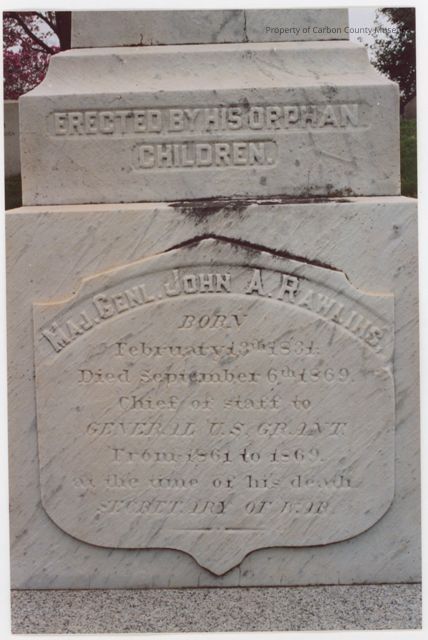 Property of Carbon County Museum
ERECTED BY HIS ORPHAN
CHILDREN.
MAJ. GENL. JOHN A. RAWLINS,
BORN
February 13th 1831.
Died September 6th 1869
Chief of staff to
GENERAL U.S. GRANT.
From 1861 to 1869.
at the time of his death
SECRETARY OF WAR.